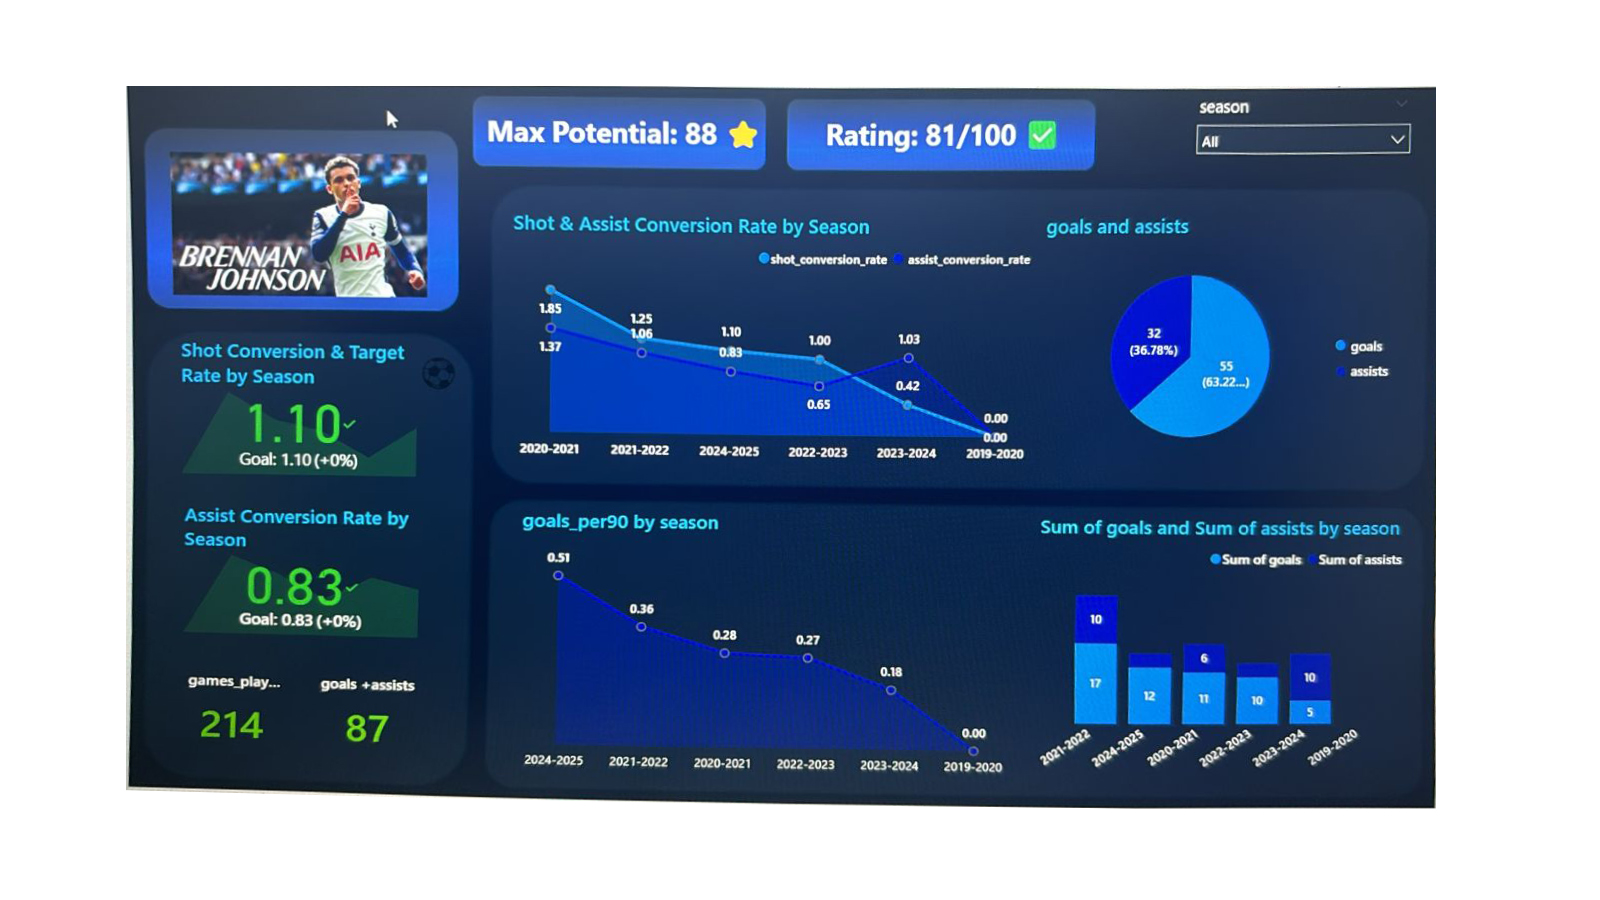 Max Potential: 88
Rating: 81/100
season
All
BRENNAN
JOHNSON
AIA
Shot Conversion & Target
Rate by Season
1.10
Goal: 1.10 (+0%)
Assist Conversion Rate by
Season
0.83
Goal: 0.83 (+0%)
games_play...
goals +assists
214
87
Shot & Assist Conversion Rate by Season
shot_conversion_rate
assist_conversion_rate
1.85
1.37
1.25
1.06
1.10
0.83
1.00
0.65
1.03
0.42
0.00
0.00
2020-2021
2021-2022
2024-2025
2022-2023
2023-2024
2019-2020
goals and assists
32
(36.78%)
55
(63.22...)
goals
assists
goals_per90 by season
0.51
0.36
0.28
0.27
0.18
0.00
2024-2025
2021-2022
2020-2021
2022-2023
2023-2024
2019-2020
Sum of goals and Sum of assists by season
Sum of goals
Sum of assists
10
17
12
6
11
10
10
5
2021-2022
2024-2025
2020-2021
2022-2023
2023-2024
2019-2020